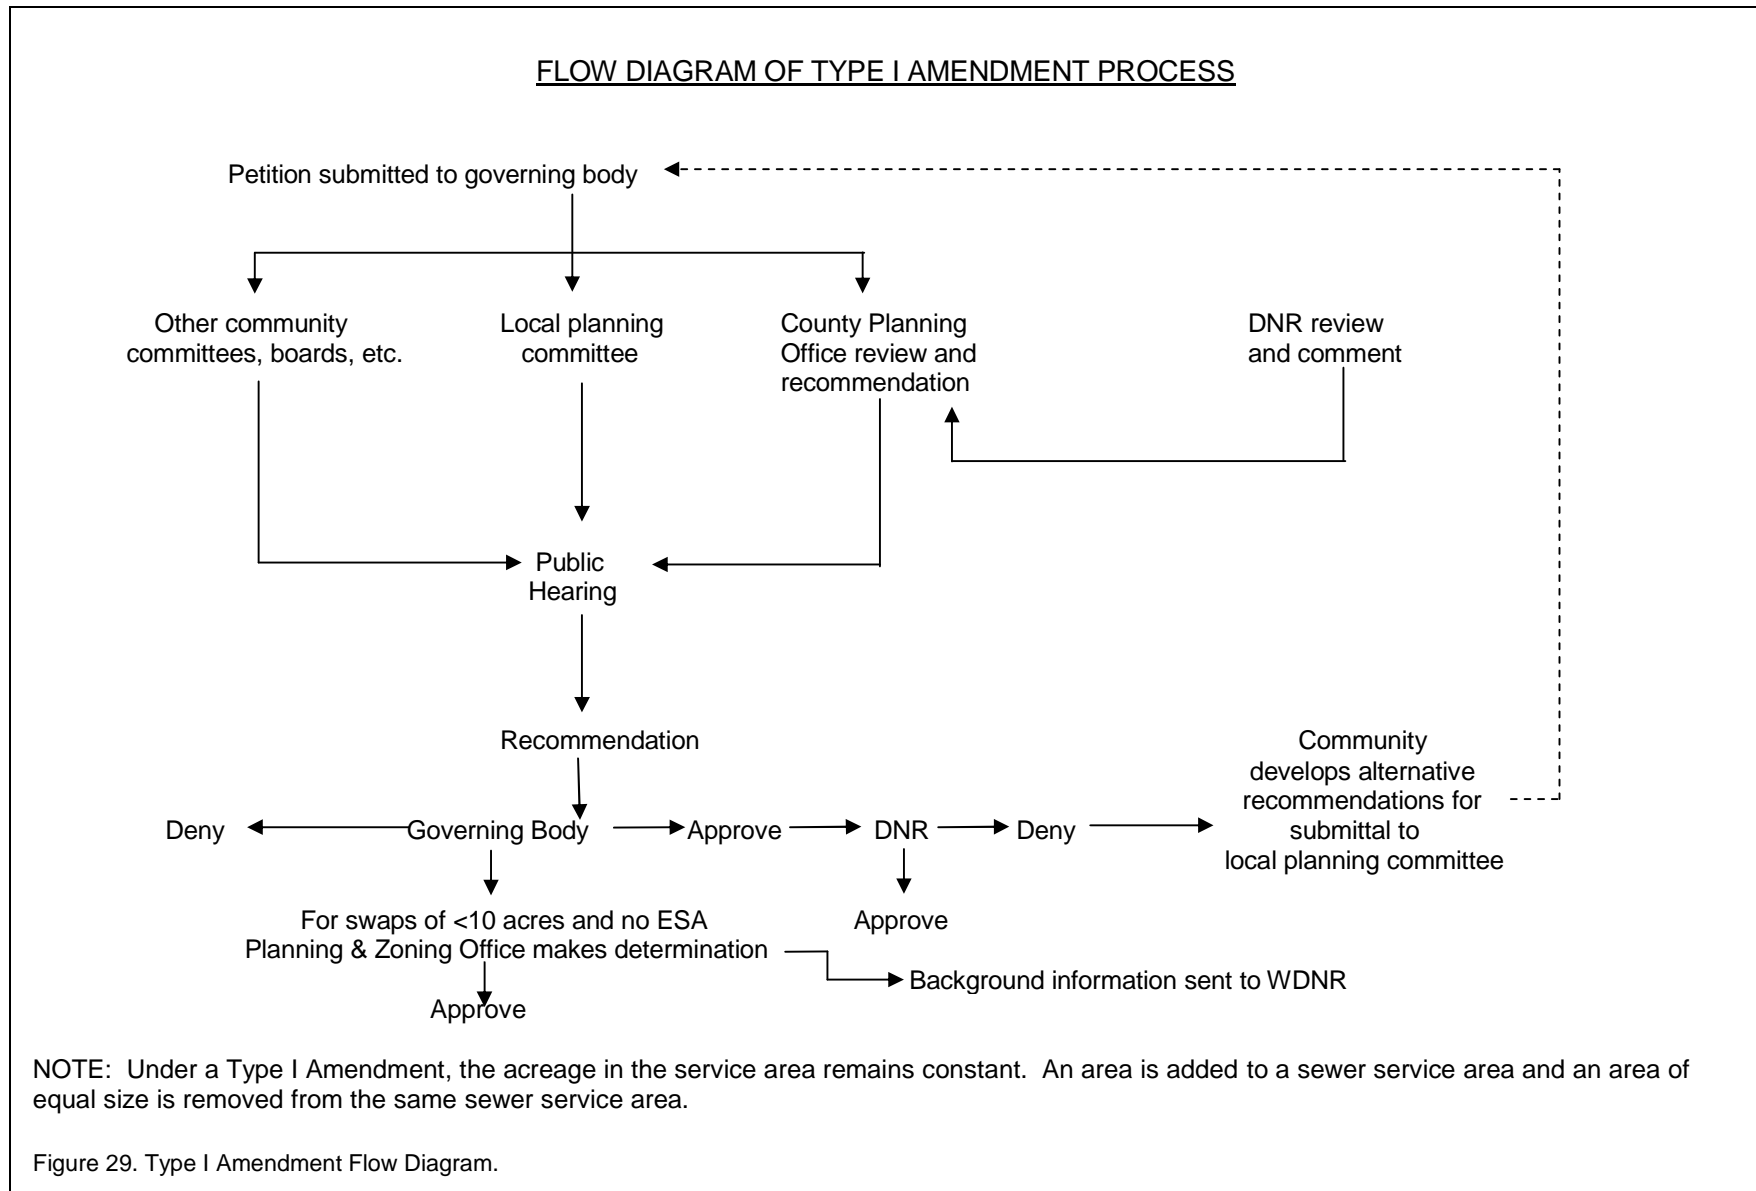 FLOW DIAGRAM OF TYPE I AMENDMENT PROCESS
Petition submitted to governing body
Other community
committees, boards, etc.
Local planning
committee
County Planning
Office review and
recommendation
DNR review
and comment
Public
Hearing
Recommendation
Deny
Governing Body
Approve
DNR
Deny
Community
develops alternative
recommendations for
submittal to
local planning committee
For swaps of <10 acres and no ESA
Planning & Zoning Office makes determination
Approve
Background information sent to WDNR
Approve
NOTE: Under a Type I Amendment, the acreage in the service area remains constant. An area is added to a sewer service area and an area of
equal size is removed from the same sewer service area.
Figure 29. Type I Amendment Flow Diagram.